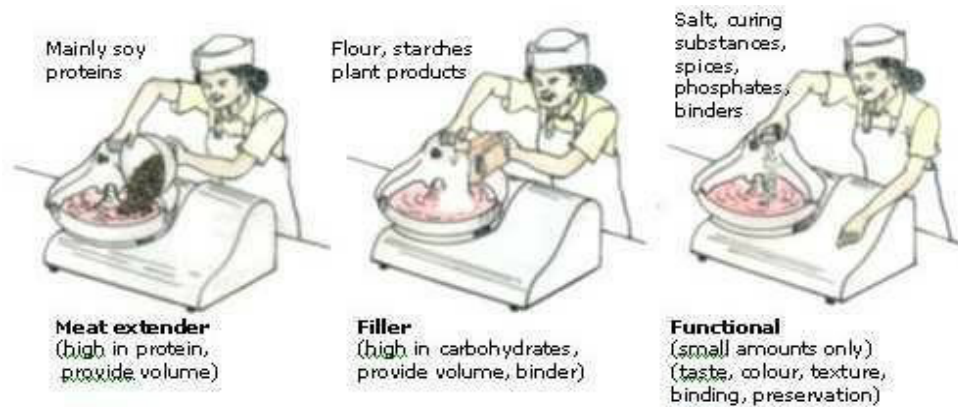 Mainly soy
proteins
Flour, starches
plant products
Salt, curing
substances,
spices,
phosphates,
binders
Meat extender
(high in protein,
provide volume)
Filler
(high in carbohydrates,
provide volume, binder)
Functional
(small amounts only)
(taste, colour, texture,
binding, preservation)